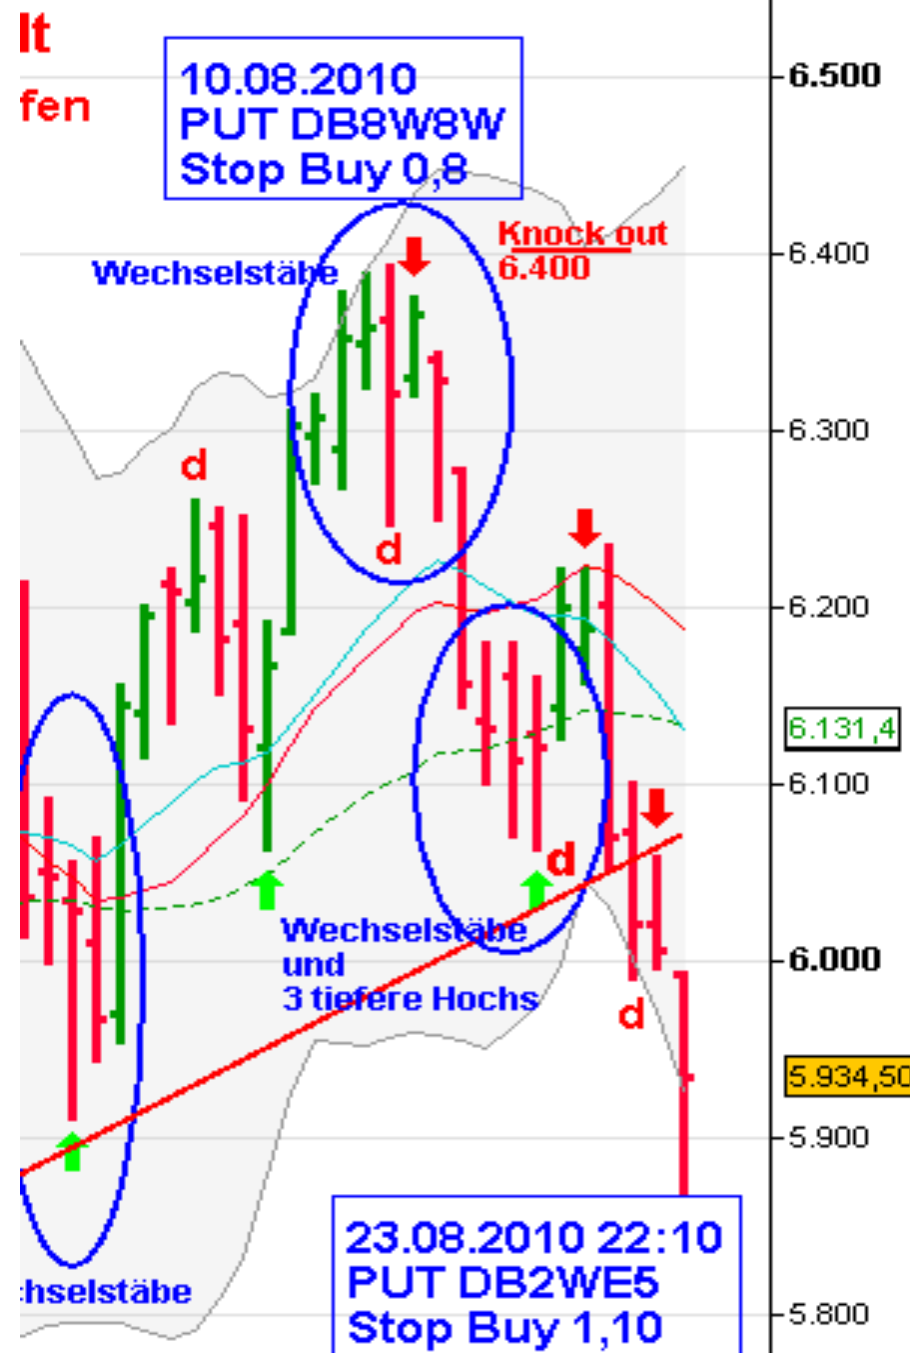 lt
fen
10.08.2010
PUT DB8W8W
Stop Buy 0,8
6.500
Knock out
6.400
6.400
Wechselstäbe
6.300
d
d
6.200
6.131,4
6.100
d
Wechselstäbe
und
3 tiefere Hochs
6.000
d
5.934,50
5.900
23.08.2010 22:10
PUT DB2WE5
Stop Buy 1,10
chselstäbe
5.800